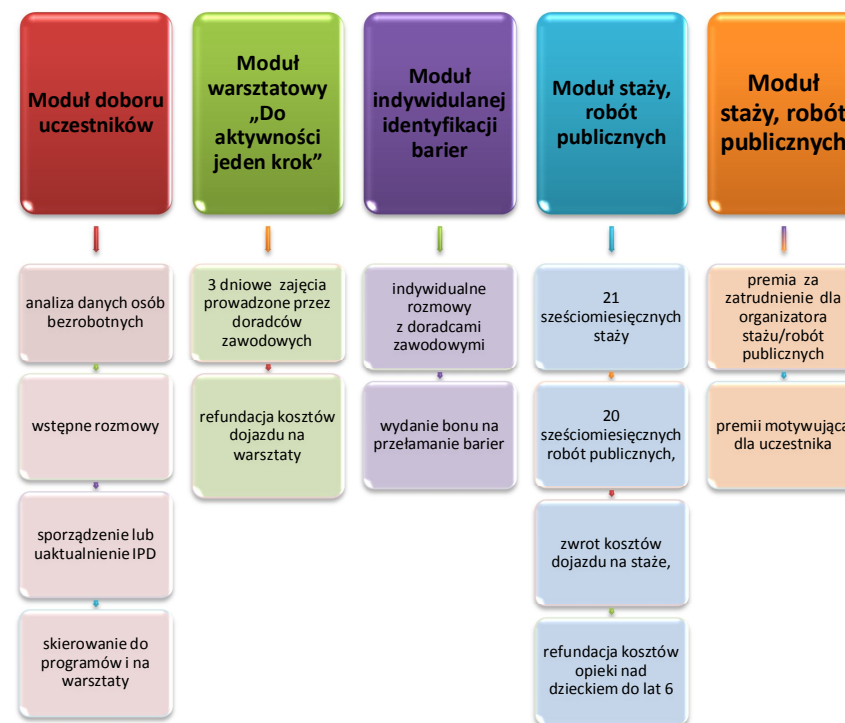 Moduł doboru
uczestników
analiza danych osób
bezrobotnych
wstępne rozmowy
sporządzenie lub
uaktualnienie IPD
skierowanie do
programów i na
warsztaty
Moduł
warsztatowy
„Do
aktywności
jeden krok”
3 dniowe zajęcia
prowadzone przez
doradców
zawodowych
refundacja kosztów
dojazdu na
warsztaty
Moduł
indywidulanej
identyfikacji
barier
indywidualne
rozmowy
z doradcami
zawodowymi
wydanie bonu na
przełamanie barier
Moduł staży,
robót
publicznych
21
sześciomiesięcznych
staży
20
sześciomiesięcznych
robót publicznych,
zwrot kosztów
dojazdu na staże,
refundacja kosztów
opieki nad
dzieckiem do lat 6
Moduł
staży, robót
publicznych
premia za
zatrudnienie dla
organizatora
stażu/robót
publicznych
premii motywująca
dla uczestnika